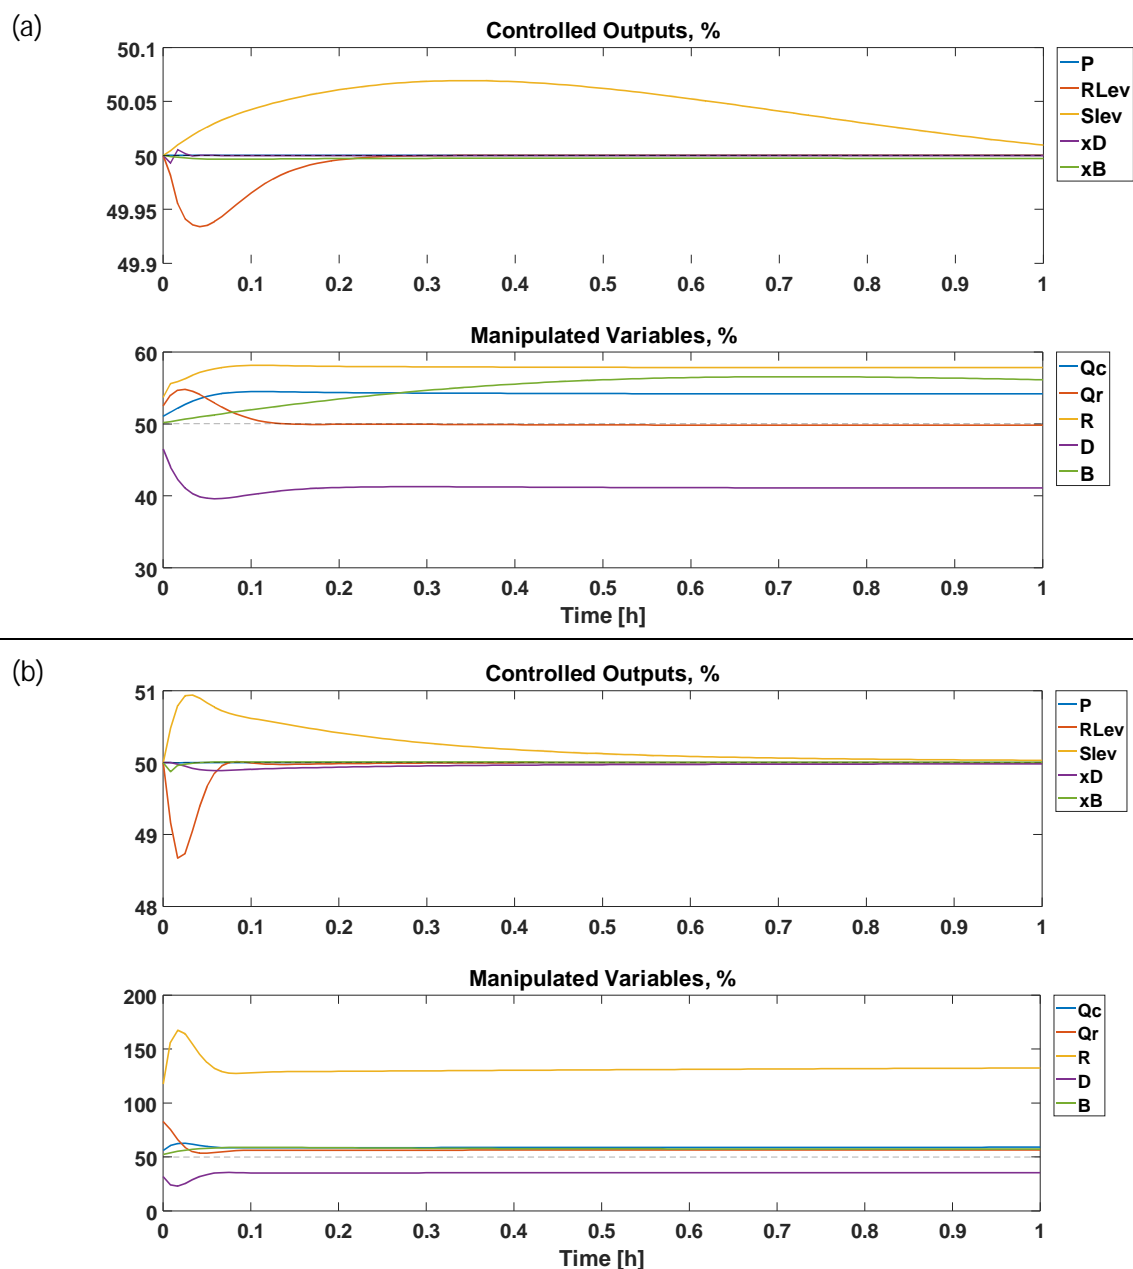 (a)
Controlled Outputs, %
50.1
50.05
50
49.95
49.9
0 0.1 0.2 0.3 0.4 0.5 0.6 0.7 0.8 0.9 1
P
RLev
Slev
xD
xB
Manipulated Variables, %
60
50
40
30
0 0.1 0.2 0.3 0.4 0.5 0.6 0.7 0.8 0.9 1
Time [h]
Qc
Qr
R
D
B
(b)
Controlled Outputs, %
51
50
49
48
0 0.1 0.2 0.3 0.4 0.5 0.6 0.7 0.8 0.9 1
P
RLev
Slev
xD
xB
Manipulated Variables, %
200
150
100
50
0
0 0.1 0.2 0.3 0.4 0.5 0.6 0.7 0.8 0.9 1
Time [h]
Qc
Qr
R
D
B